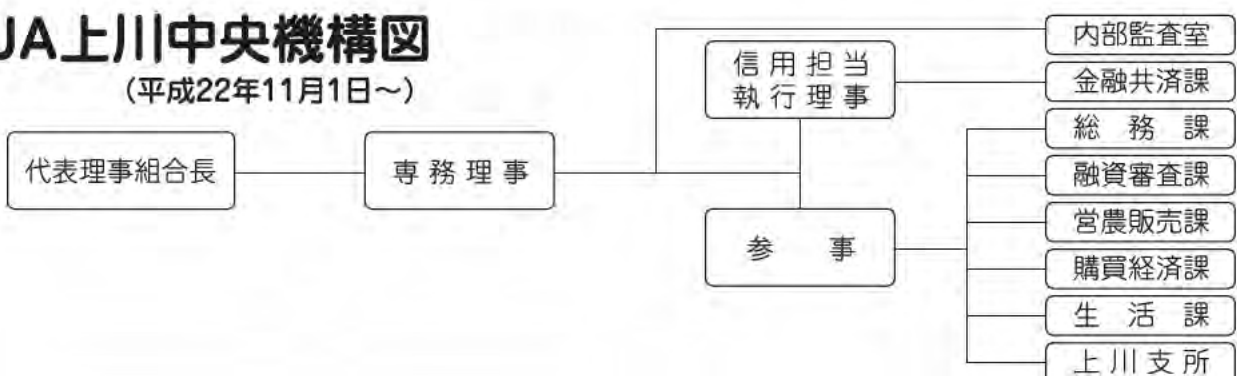 JA上川中央機構図
(平成22年11月1日～)
代表理事組合長
専務理事
信用担当
執行理事
参事
内部監査室
金融共済課
総務課
融資審査課
営農販売課
購買経済課
生活課
上川支所